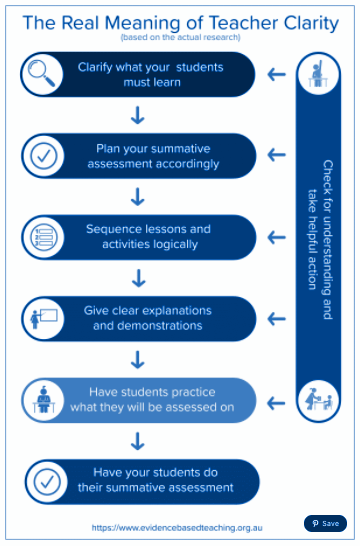 The Real Meaning of Teacher Clarity
(based on the actual research)
Clarify what your students
must learn
Plan your summative
assessment accordingly
Sequence lessons and
activities logically
1
2
3
Give clear explanations
and demonstrations
Have students practice
what they will be assessed on
Have your students do
their summative assessment
Check for understanding and
take helpful action
https://www.evidencebasedteaching.org.au
Save